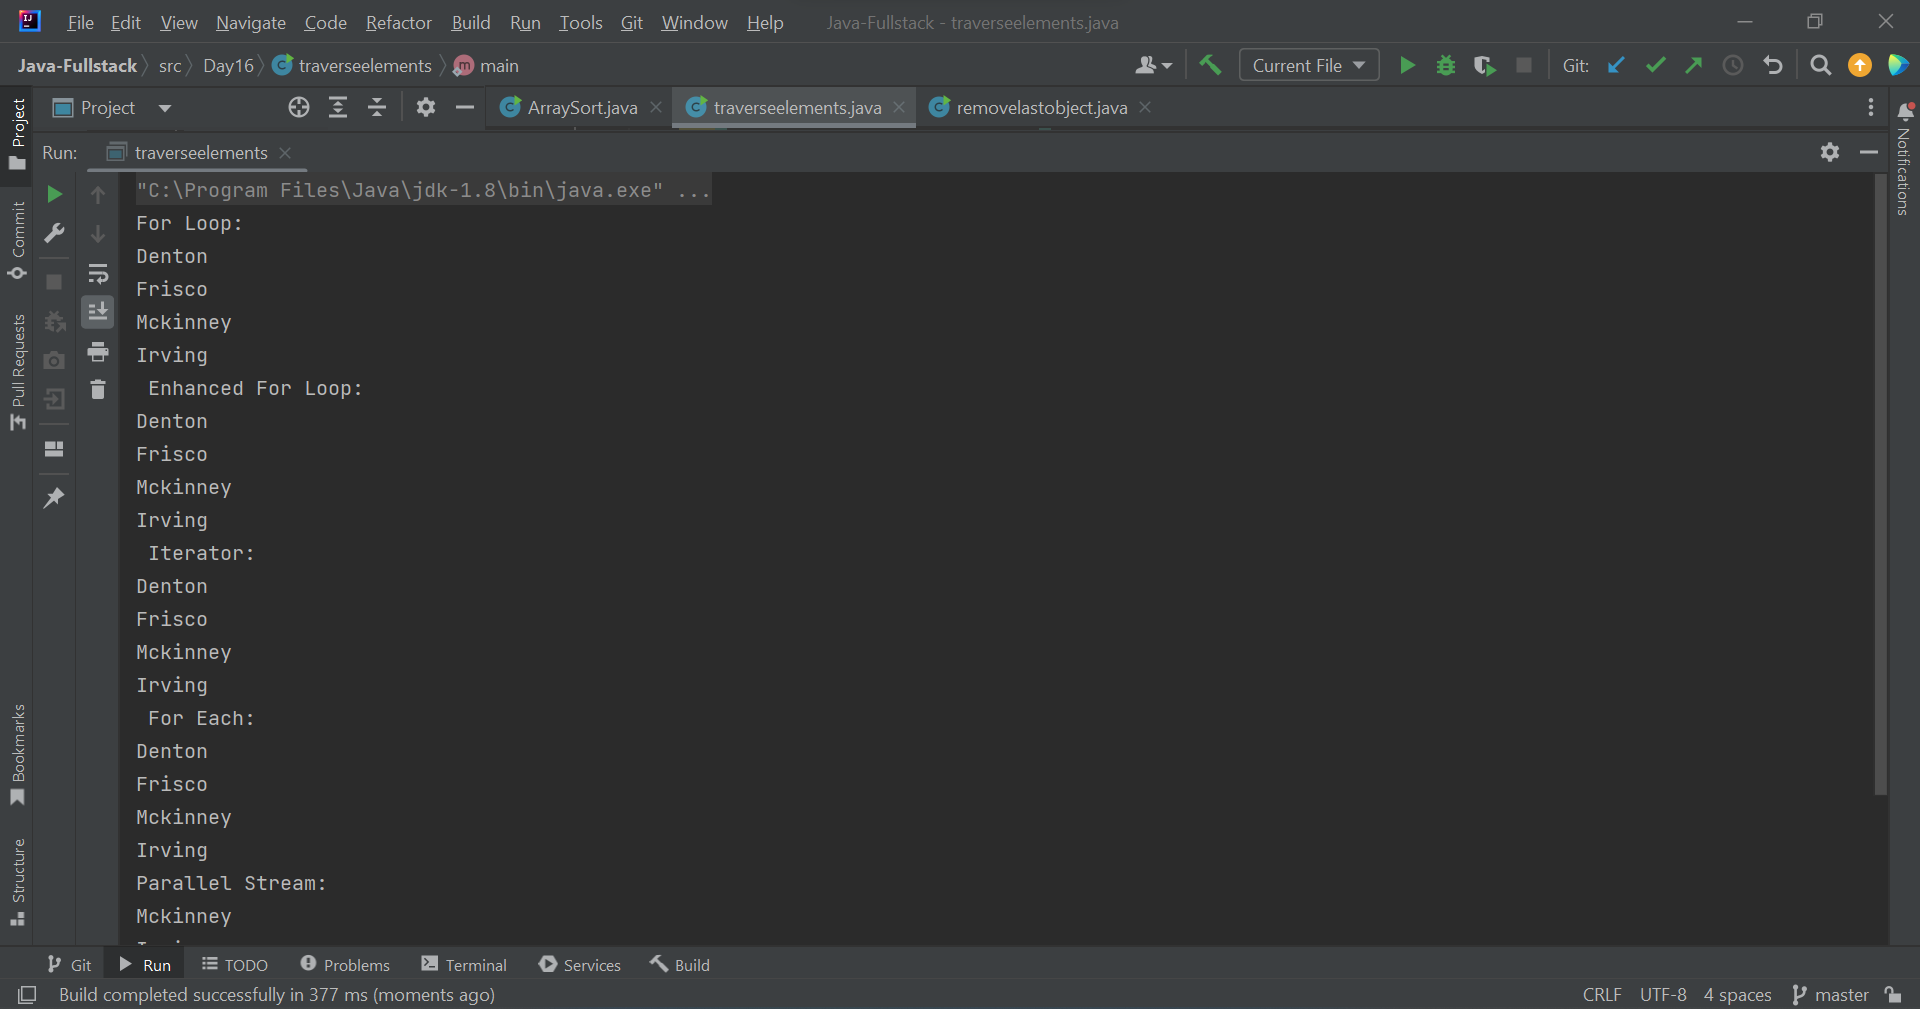 File Edit View Navigate Code Refactor Build Run Tools Git Window Help Java-Fullstack - traverseelements.java
Java-Fullstack src Day16 traverseelements main Current File Git:
Project ArraySort.java traverseelements.java removelastobject.java
Run: traverseelements
"C:\Program Files\Java\jdk-1.8\bin\java.exe" ...
For Loop:
Denton
Frisco
Mckinney
Irving
Enhanced For Loop:
Denton
Frisco
Mckinney
Irving
Iterator:
Denton
Frisco
Mckinney
Irving
For Each:
Denton
Frisco
Mckinney
Irving
Parallel Stream:
Mckinney
Project
Commit
Pull Requests
Bookmarks
Structure
Notifications
Git Run TODO Problems Terminal Services Build
Build completed successfully in 377 ms (moments ago) CRLF UTF-8 4 spaces master